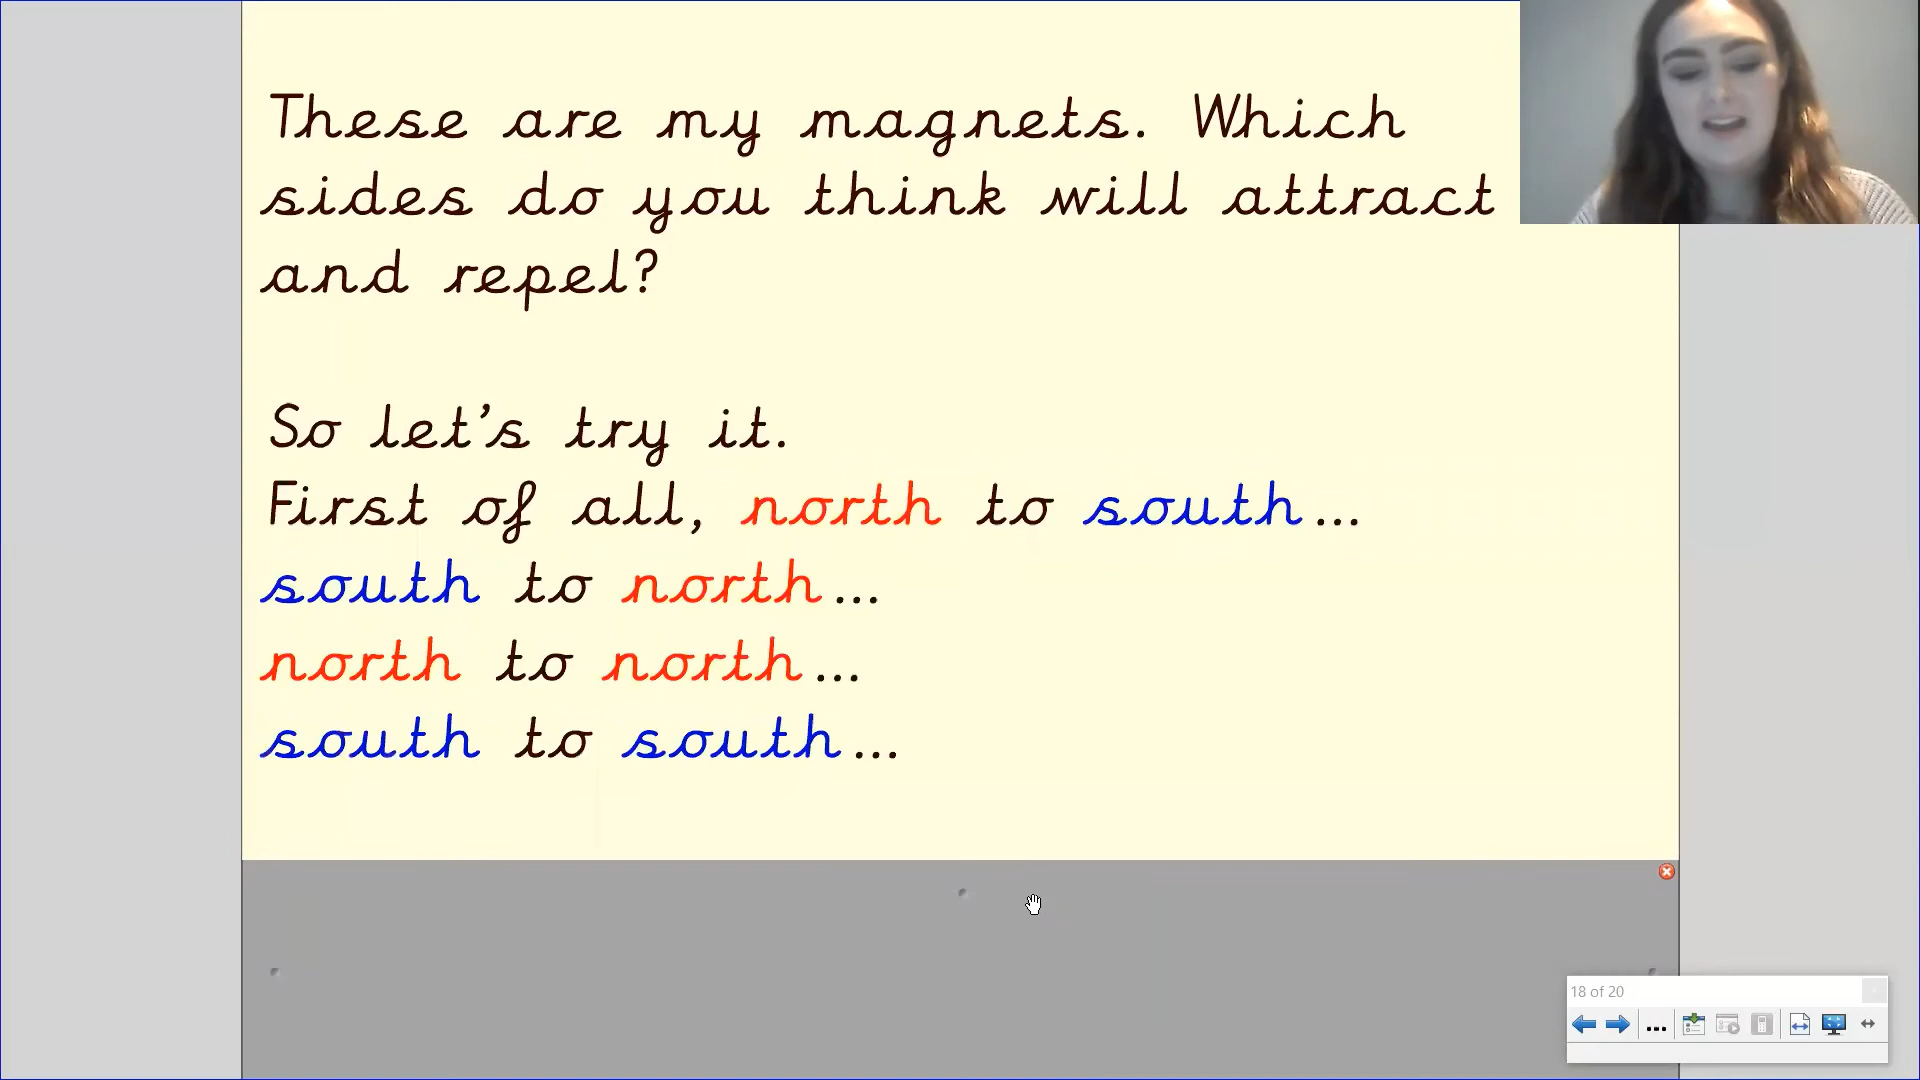 These are my magnets. Which
sides do you think will attract
and repel?
So let's try it.
First of all, north to south...
south to north...
north to north...
south to south...
18 of 20